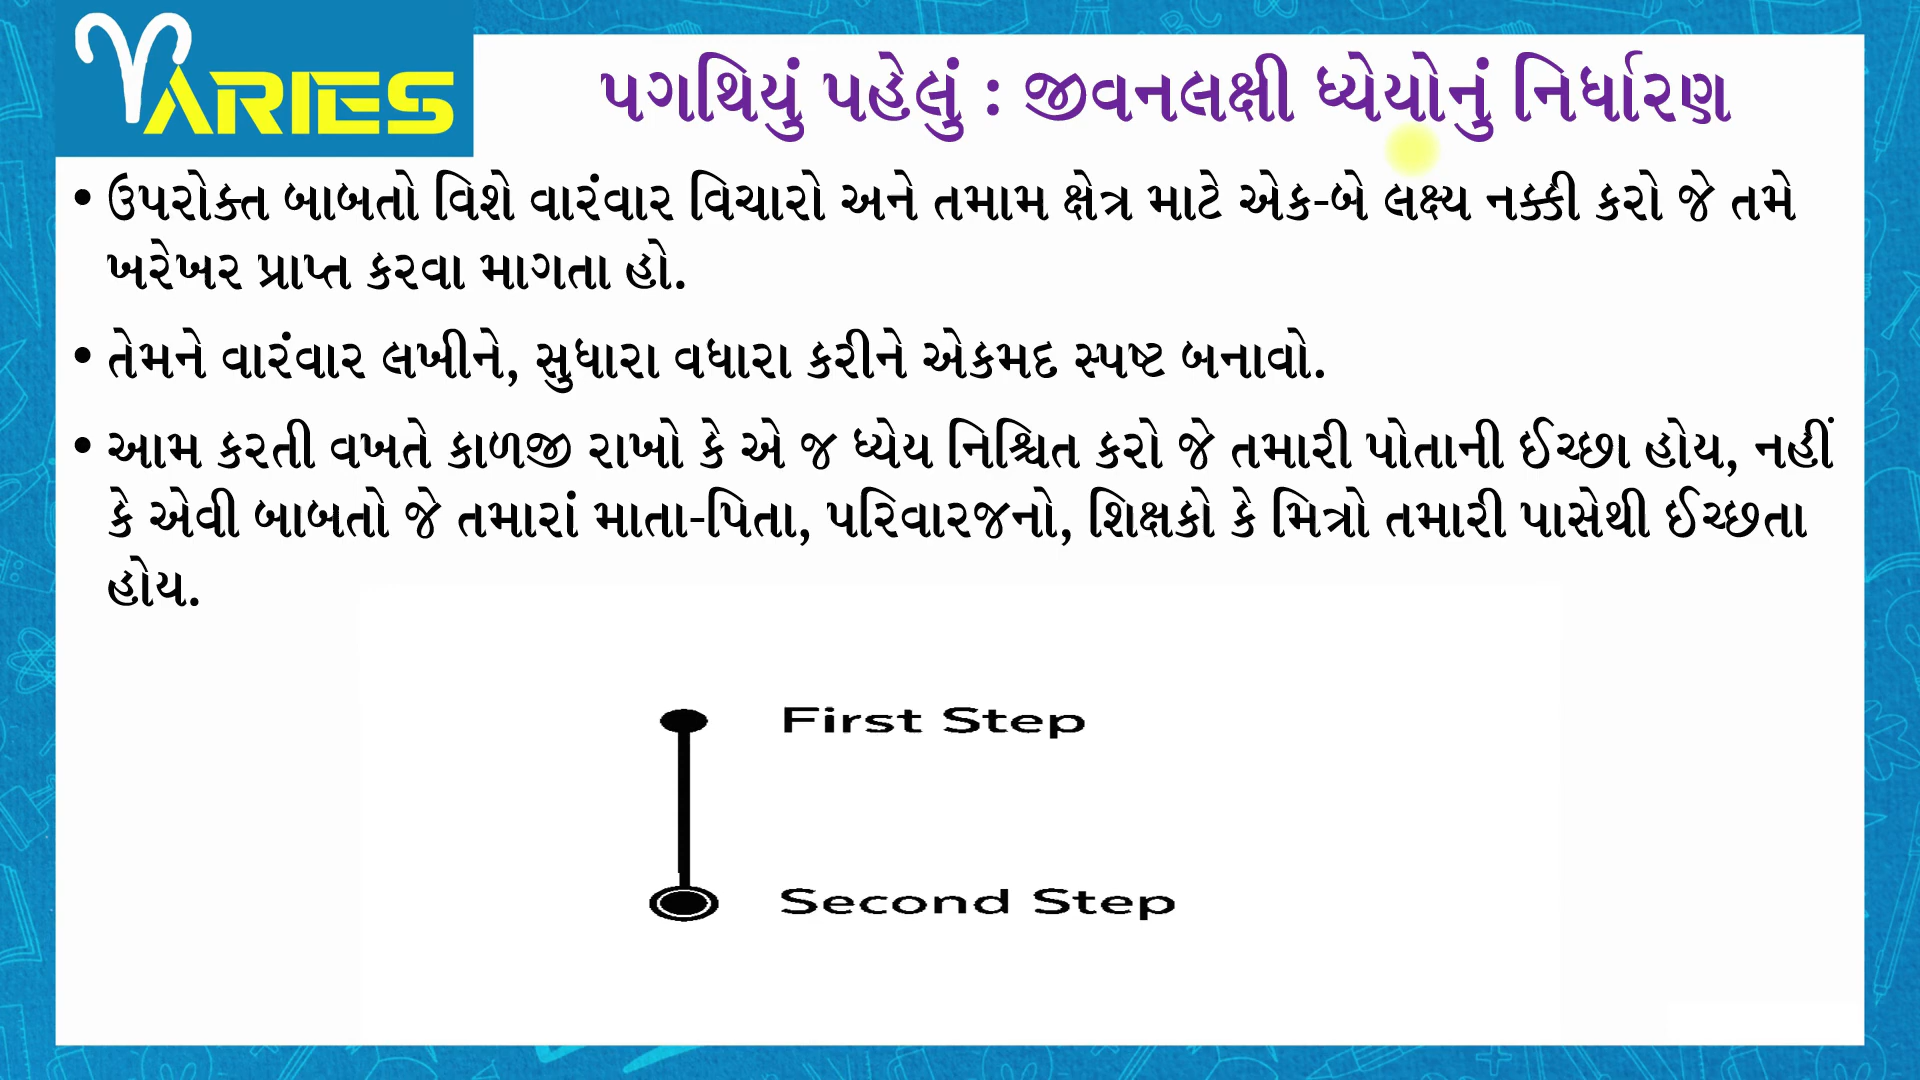 ARIES
પગથિયું પહેલું : જીવનલક્ષી ધ્યેયોનું નિર્ધારણ
• ઉપરોક્ત બાબતો વિશે વારંવાર વિચારો અને તમામ ક્ષેત્ર માટે એક-બે લક્ષ્ય નક્કી કરો જે તમે
ખરેખર પ્રાપ્ત કરવા માગતા હો.
• તેમને વારંવાર લખીને, સુધારા વધારા કરીને એકમદ સ્પષ્ટ બનાવો.
• આમ કરતી વખતે કાળજી રાખો કે એ જ ધ્યેય નિશ્ચિત કરો જે તમારી પોતાની ઈચ્છા હોય, નહીં
કે એવી બાબતો જે તમારાં માતા-પિતા, પરિવારજનો, શિક્ષકો કે મિત્રો તમારી પાસેથી ઈચ્છતા
હોય.
First Step
Second Step